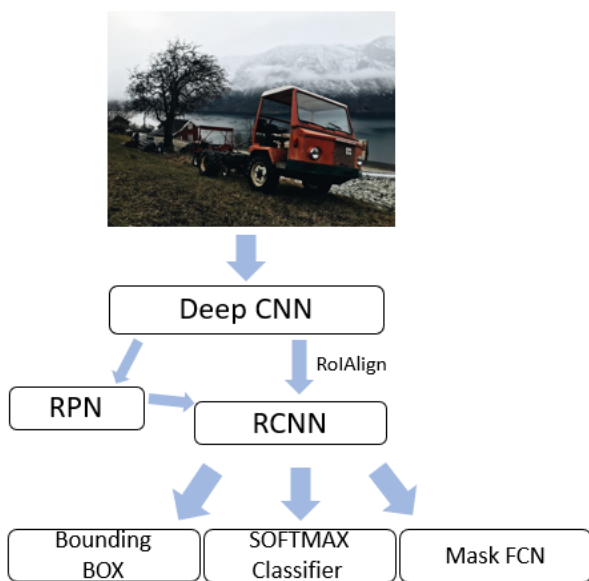 Deep CNN
RoIAlign
RPN
RCNN
Bounding
BOX
SOFTMAX
Classifier
Mask FCN